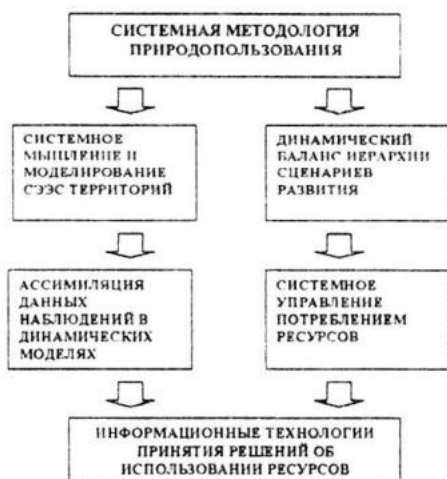 СИСТЕМНАЯ МЕТОДОЛОГИЯ
ПРИРОДОПОЛЬЗОВАНИЯ
СИСТЕМНОЕ
МЫШЛЕНИЕ И
МОДЕЛИРОВАНИЕ
СЭЭС ТЕРРИТОРИЙ
ДИНАМИЧЕСКИЙ
БАЛАНС ИЕРАРХИИ
СЦЕНАРИЕВ
РАЗВИТИЯ
АССИМИЛЯЦИЯ
ДАННЫХ
НАБЛЮДЕНИЙ В
ДИНАМИЧЕСКИХ
МОДЕЛЯХ
СИСТЕМНОЕ
УПРАВЛЕНИЕ
ПОТРЕБЛЕНИЕМ
РЕСУРСОВ
ИНФОРМАЦИОННЫЕ ТЕХНОЛОГИИ
ПРИНЯТИЯ РЕШЕНИЙ ОБ
ИСПОЛЬЗОВАНИИ РЕСУРСОВ